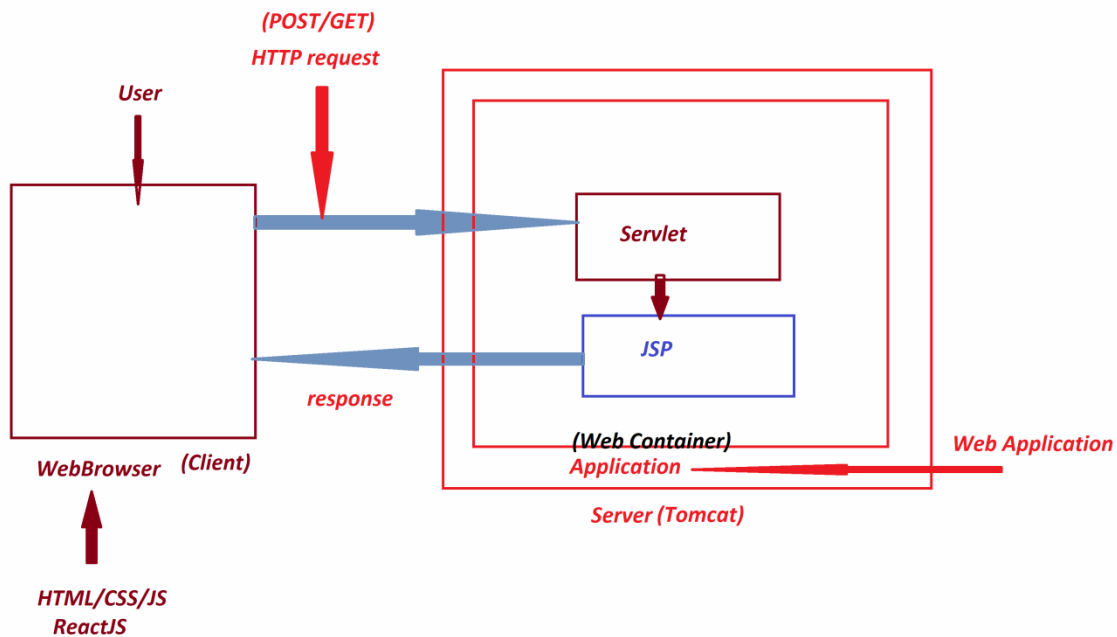 (POST/GET)
HTTP request
User
Servlet
JSP
response
(Web Container)
Application
Web Application
WebBrowser (Client)
Server (Tomcat)
HTML/CSS/JS
ReactJS